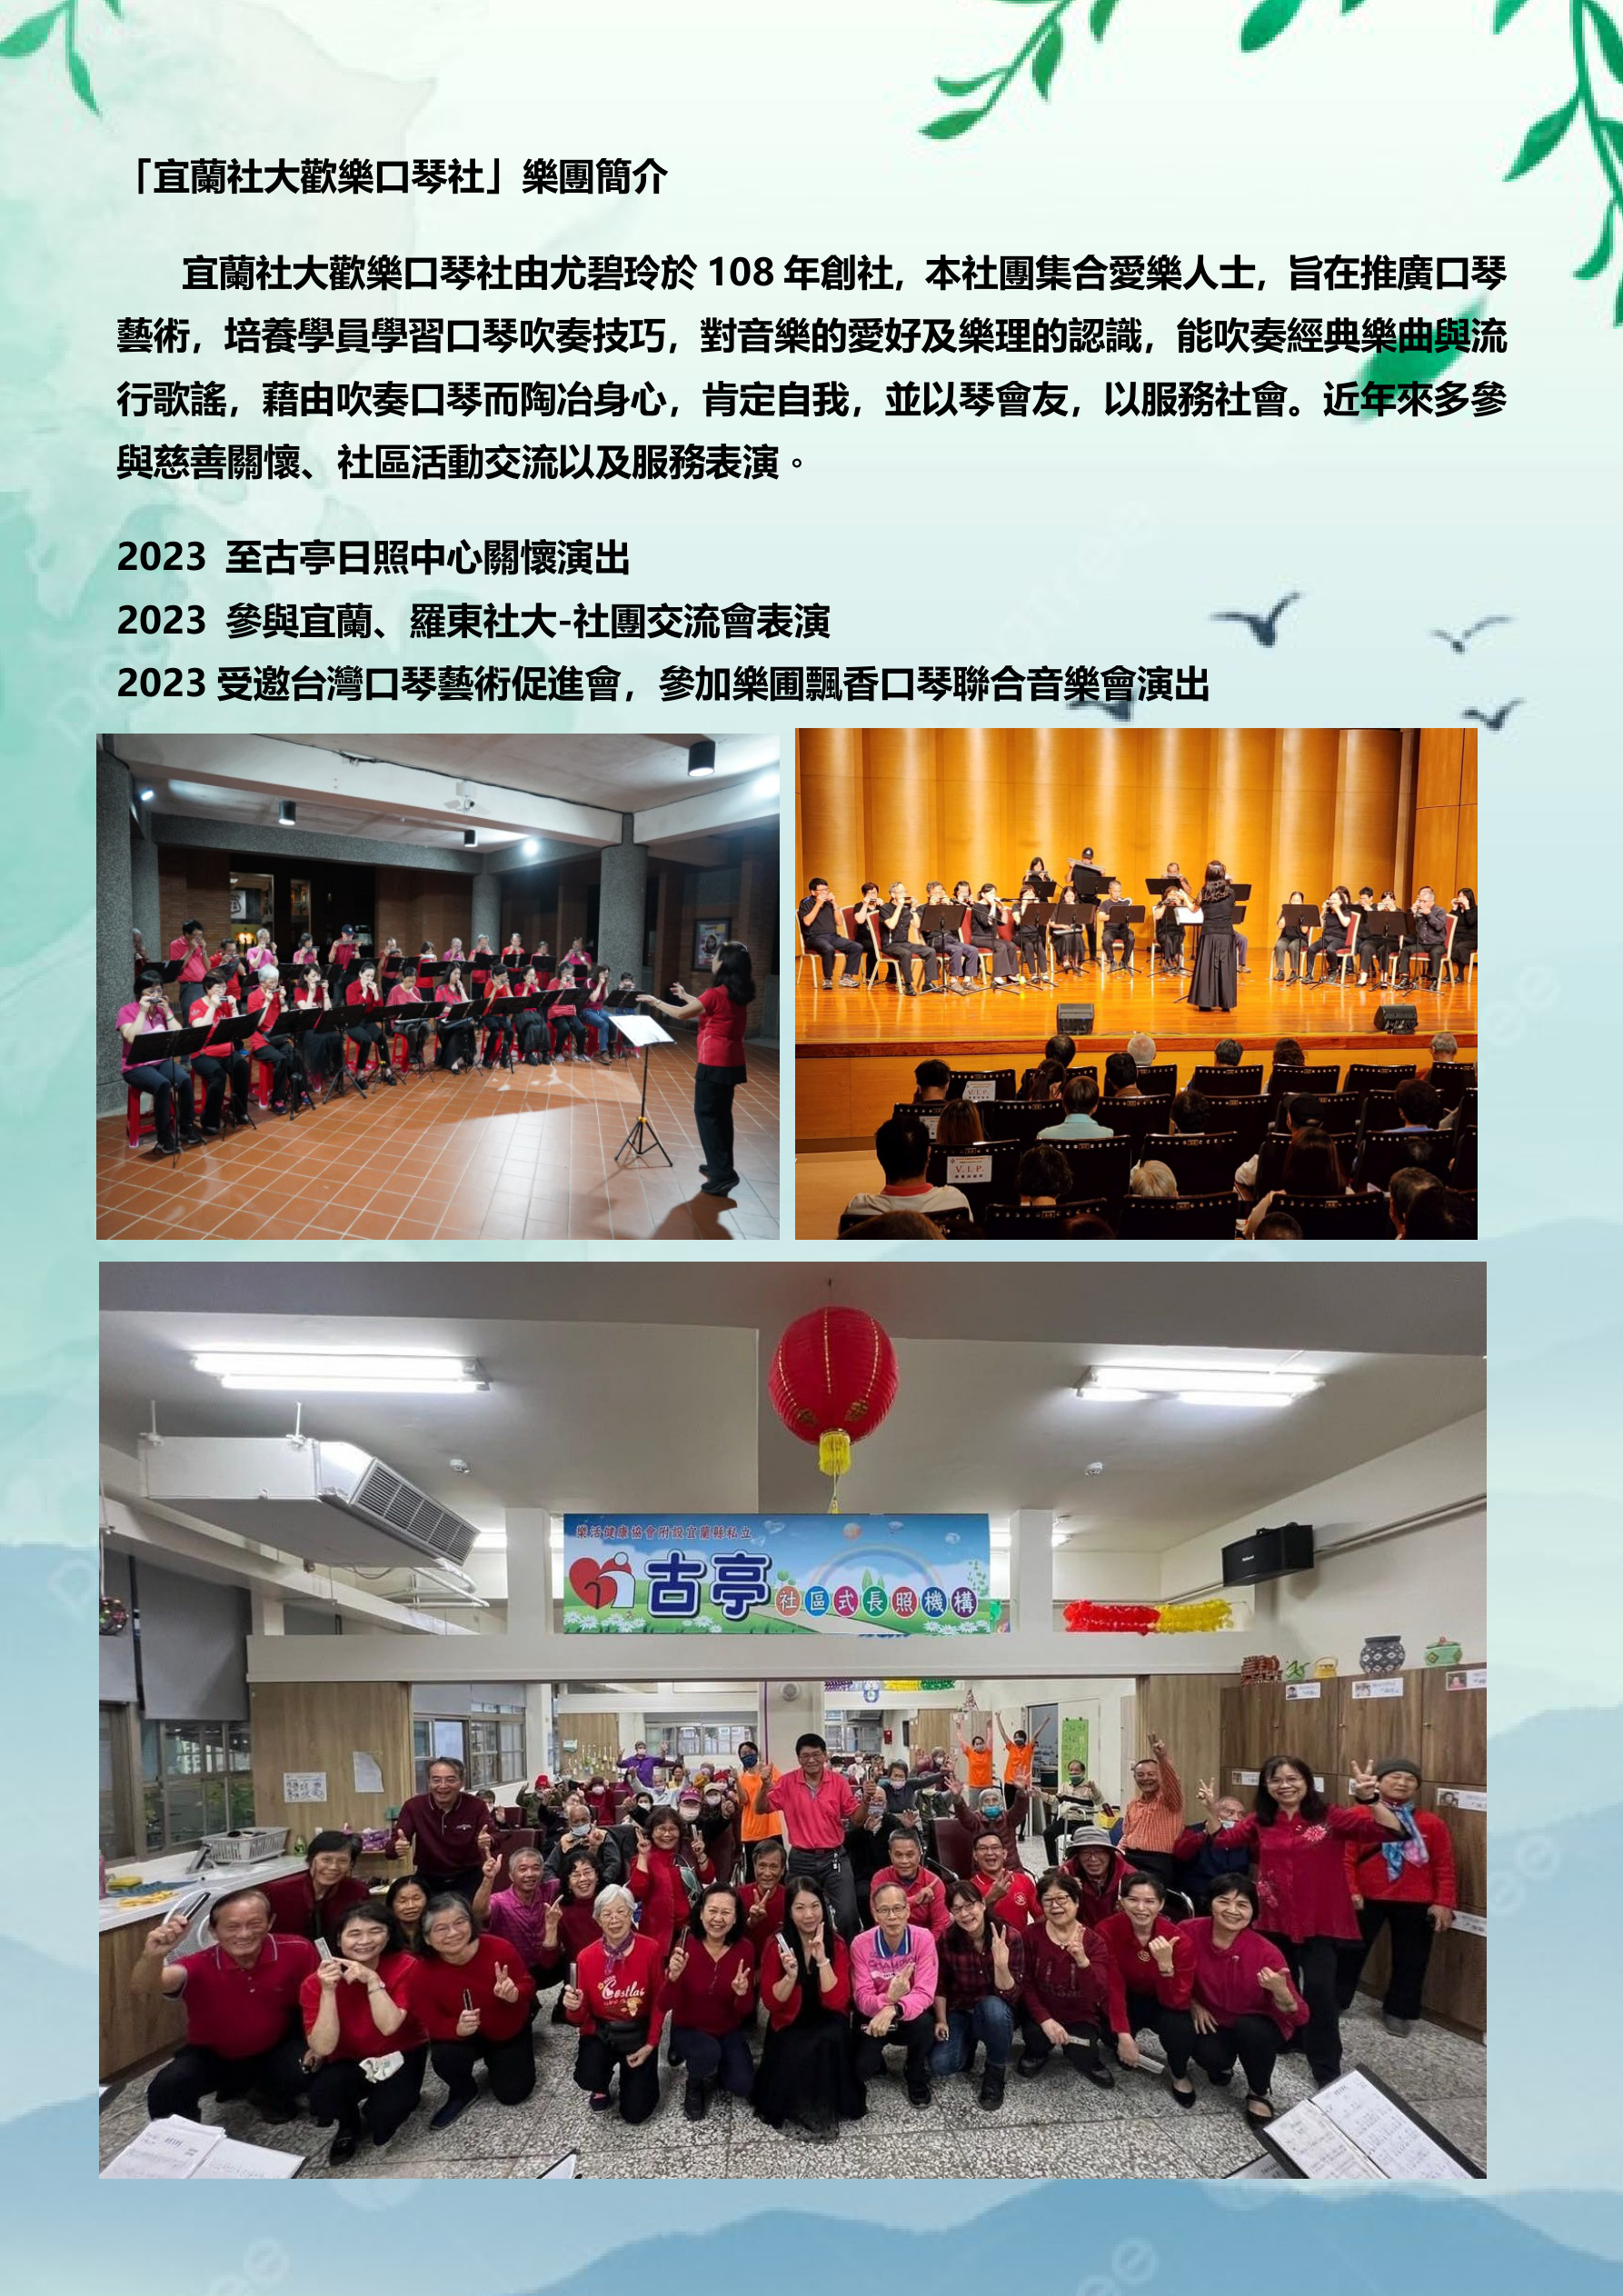 「宜蘭社大歡樂口琴社」樂團簡介
宜蘭社大歡樂口琴社由尤碧玲於 108 年創社，本社團集合愛樂人士，旨在推廣口琴
藝術，培養學員學習口琴吹奏技巧，對音樂的愛好及樂理的認識，能吹奏經典樂曲與流
行歌謠，藉由吹奏口琴而陶冶身心，肯定自我，並以琴會友，以服務社會。近年來多參
與慈善關懷、社區活動交流以及服務表演。
2023 至古亭日照中心關懷演出
2023 參與宜蘭、羅東社大-社團交流會表演
2023 受邀台灣口琴藝術促進會，參加樂圃飄香口琴聯合音樂會演出
V.I.P.
V.I.P.
樂活健康協會附設宜蘭縣私立
古亭社區式長照機構